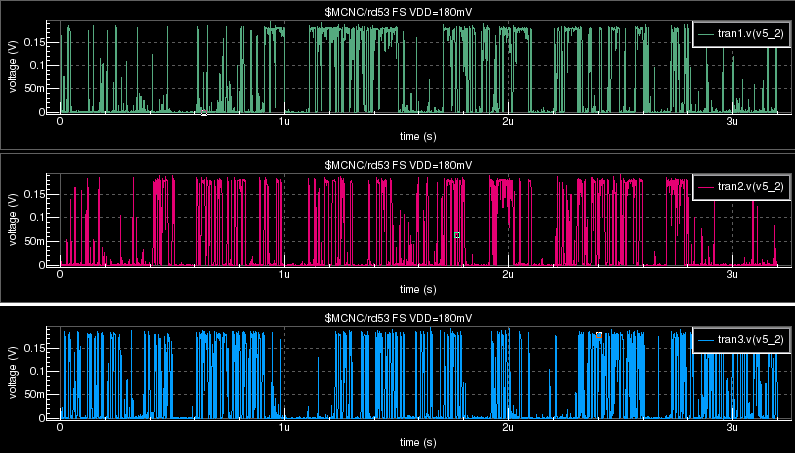 $MCNC/rd53 FS VDD=180mV
tran1.v(v5_2)
voltage (V)
0.15
0.1
50m
0
0 1u 2u 3u
time (s)
$MCNC/rd53 FS VDD=180mV
tran2.v(v5_2)
voltage (V)
0.15
0.1
50m
0
0 1u 2u 3u
time (s)
$MCNC/rd53 FS VDD=180mV
tran3.v(v5_2)
voltage (V)
0.15
0.1
50m
0
0 1u 2u 3u
time (s)